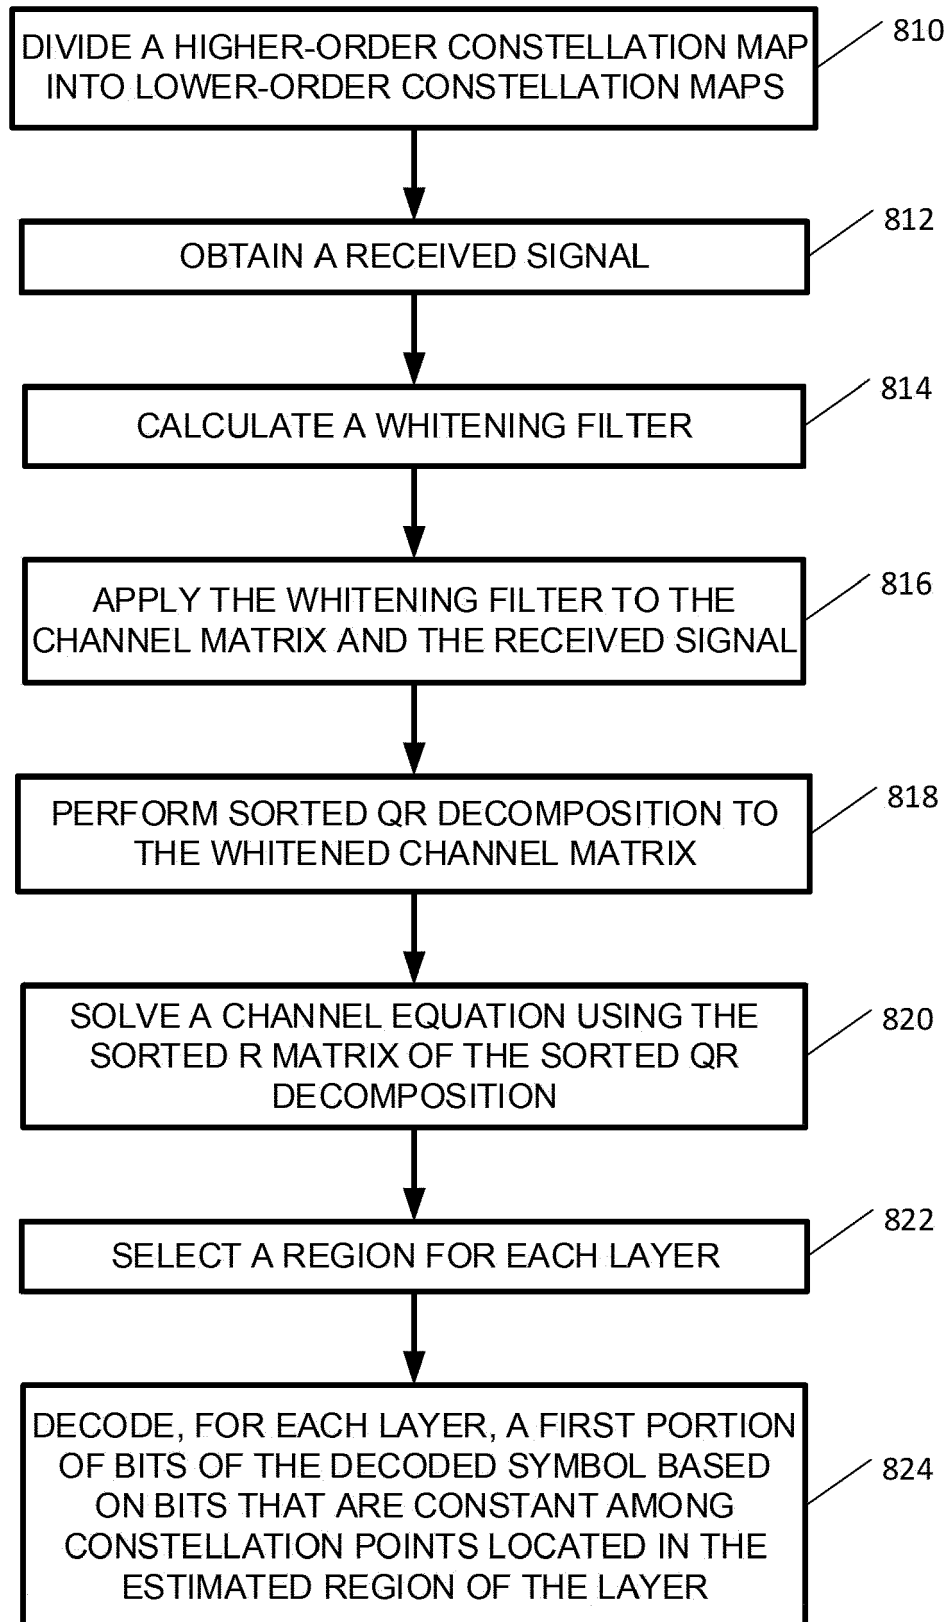 DIVIDE A HIGHER-ORDER CONSTELLATION MAP
INTO LOWER-ORDER CONSTELLATION MAPS
810
OBTAIN A RECEIVED SIGNAL
812
CALCULATE A WHITENING FILTER
814
APPLY THE WHITENING FILTER TO THE
CHANNEL MATRIX AND THE RECEIVED SIGNAL
816
PERFORM SORTED QR DECOMPOSITION TO
THE WHITENED CHANNEL MATRIX
818
SOLVE A CHANNEL EQUATION USING THE
SORTED R MATRIX OF THE SORTED QR
DECOMPOSITION
820
SELECT A REGION FOR EACH LAYER
822
DECODE, FOR EACH LAYER, A FIRST PORTION
OF BITS OF THE DECODED SYMBOL BASED
ON BITS THAT ARE CONSTANT AMONG
CONSTELLATION POINTS LOCATED IN THE
ESTIMATED REGION OF THE LAYER
824